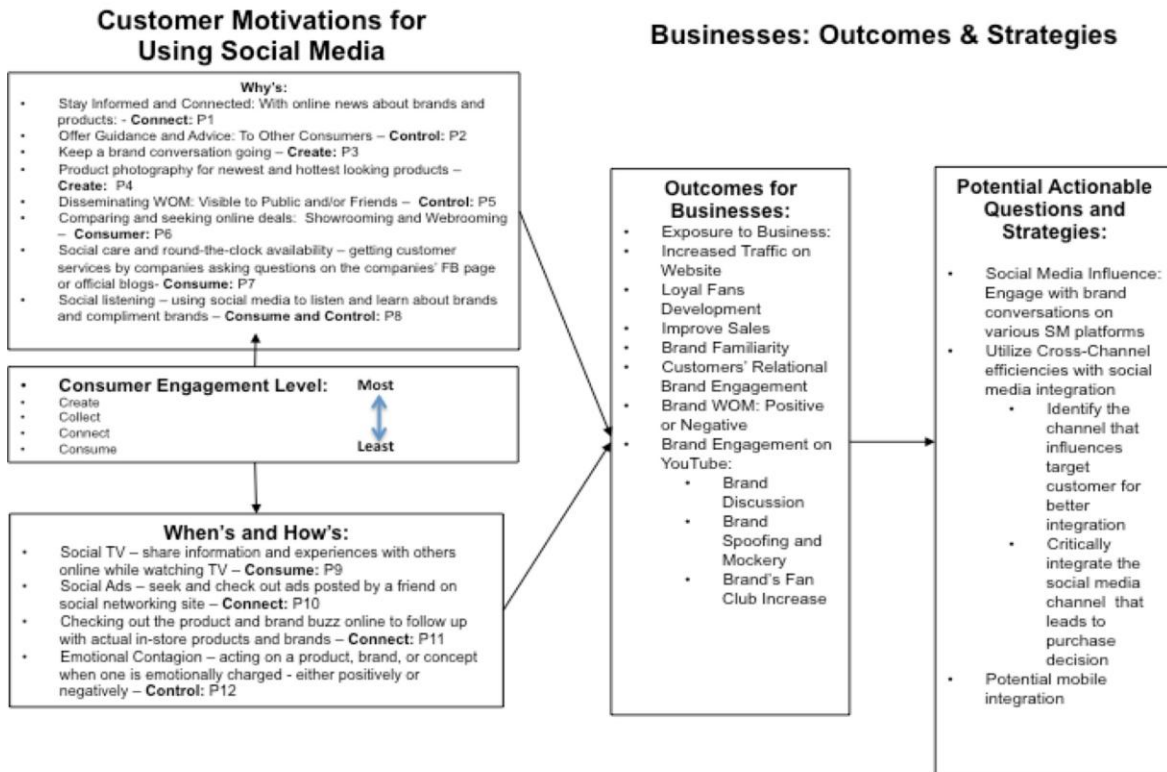 Customer Motivations for
Using Social Media
Businesses: Outcomes & Strategies
Why's:
• Stay Informed and Connected: With online news about brands and
products: - Connect: P1
• Offer Guidance and Advice: To Other Consumers – Control: P2
• Keep a brand conversation going – Create: P3
• Product photography for newest and hottest looking products –
Create: P4
• Disseminating WOM: Visible to Public and/or Friends – Control: P5
• Comparing and seeking online deals: Showrooming and Webrooming
– Consumer: P6
• Social care and round-the-clock availability – getting customer
services by companies asking questions on the companies' FB page
or official blogs- Consume: P7
• Social listening – using social media to listen and learn about brands
and compliment brands – Consume and Control: P8
• Consumer Engagement Level:
• Create
• Collect
• Connect
• Consume
Most
Least
When's and How's:
• Social TV – share information and experiences with others
online while watching TV – Consume: P9
• Social Ads – seek and check out ads posted by a friend on
social networking site – Connect: P10
• Checking out the product and brand buzz online to follow up
with actual in-store products and brands – Connect: P11
• Emotional Contagion – acting on a product, brand, or concept
when one is emotionally charged - either positively or
negatively – Control: P12
Outcomes for
Businesses:
• Exposure to Business:
• Increased Traffic on
Website
• Loyal Fans
Development
• Improve Sales
• Brand Familiarity
• Customers' Relational
Brand Engagement
• Brand WOM: Positive
or Negative
• Brand Engagement on
YouTube:
• Brand
Discussion
• Brand
Spoofing and
Mockery
• Brand's Fan
Club Increase
Potential Actionable
Questions and
Strategies:
• Social Media Influence:
Engage with brand
conversations on
various SM platforms
• Utilize Cross-Channel
efficiencies with social
media integration
• Identify the
channel that
influences
target
customer for
better
integration
• Critically
integrate the
social media
channel that
leads to
purchase
decision
• Potential mobile
integration